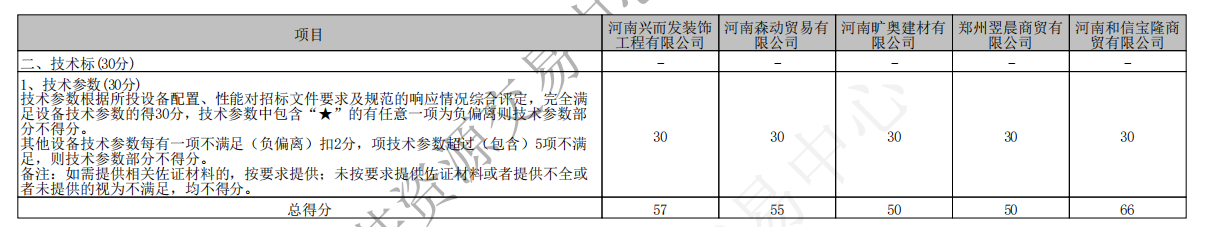 项目
河南兴而发装饰工程有限公司
河南森动贸易有限公司
河南旷奥建材有限公司
郑州翌晨商贸有限公司
河南和信宝隆商贸有限公司
二、技术标(30分)
-
-
-
-
-
1、技术参数(30分)
技术参数根据所投设备配置、性能对招标文件要求及规范的响应情况综合评定，完全满
足设备技术参数的得30分，技术参数中包含“★”的有任意一项为负偏离则技术参数部
分不得分。
其他设备技术参数每有一项不满足（负偏离）扣2分，项技术参数超过（包含）5项不满
足，则技术参数部分不得分。
备注：如需提供相关佐证材料的，按要求提供；未按要求提供佐证材料或者提供不全或
者未提供的视为不满足，均不得分。
30
30
30
30
30
总得分
57
55
50
50
66
资源交易
易中心